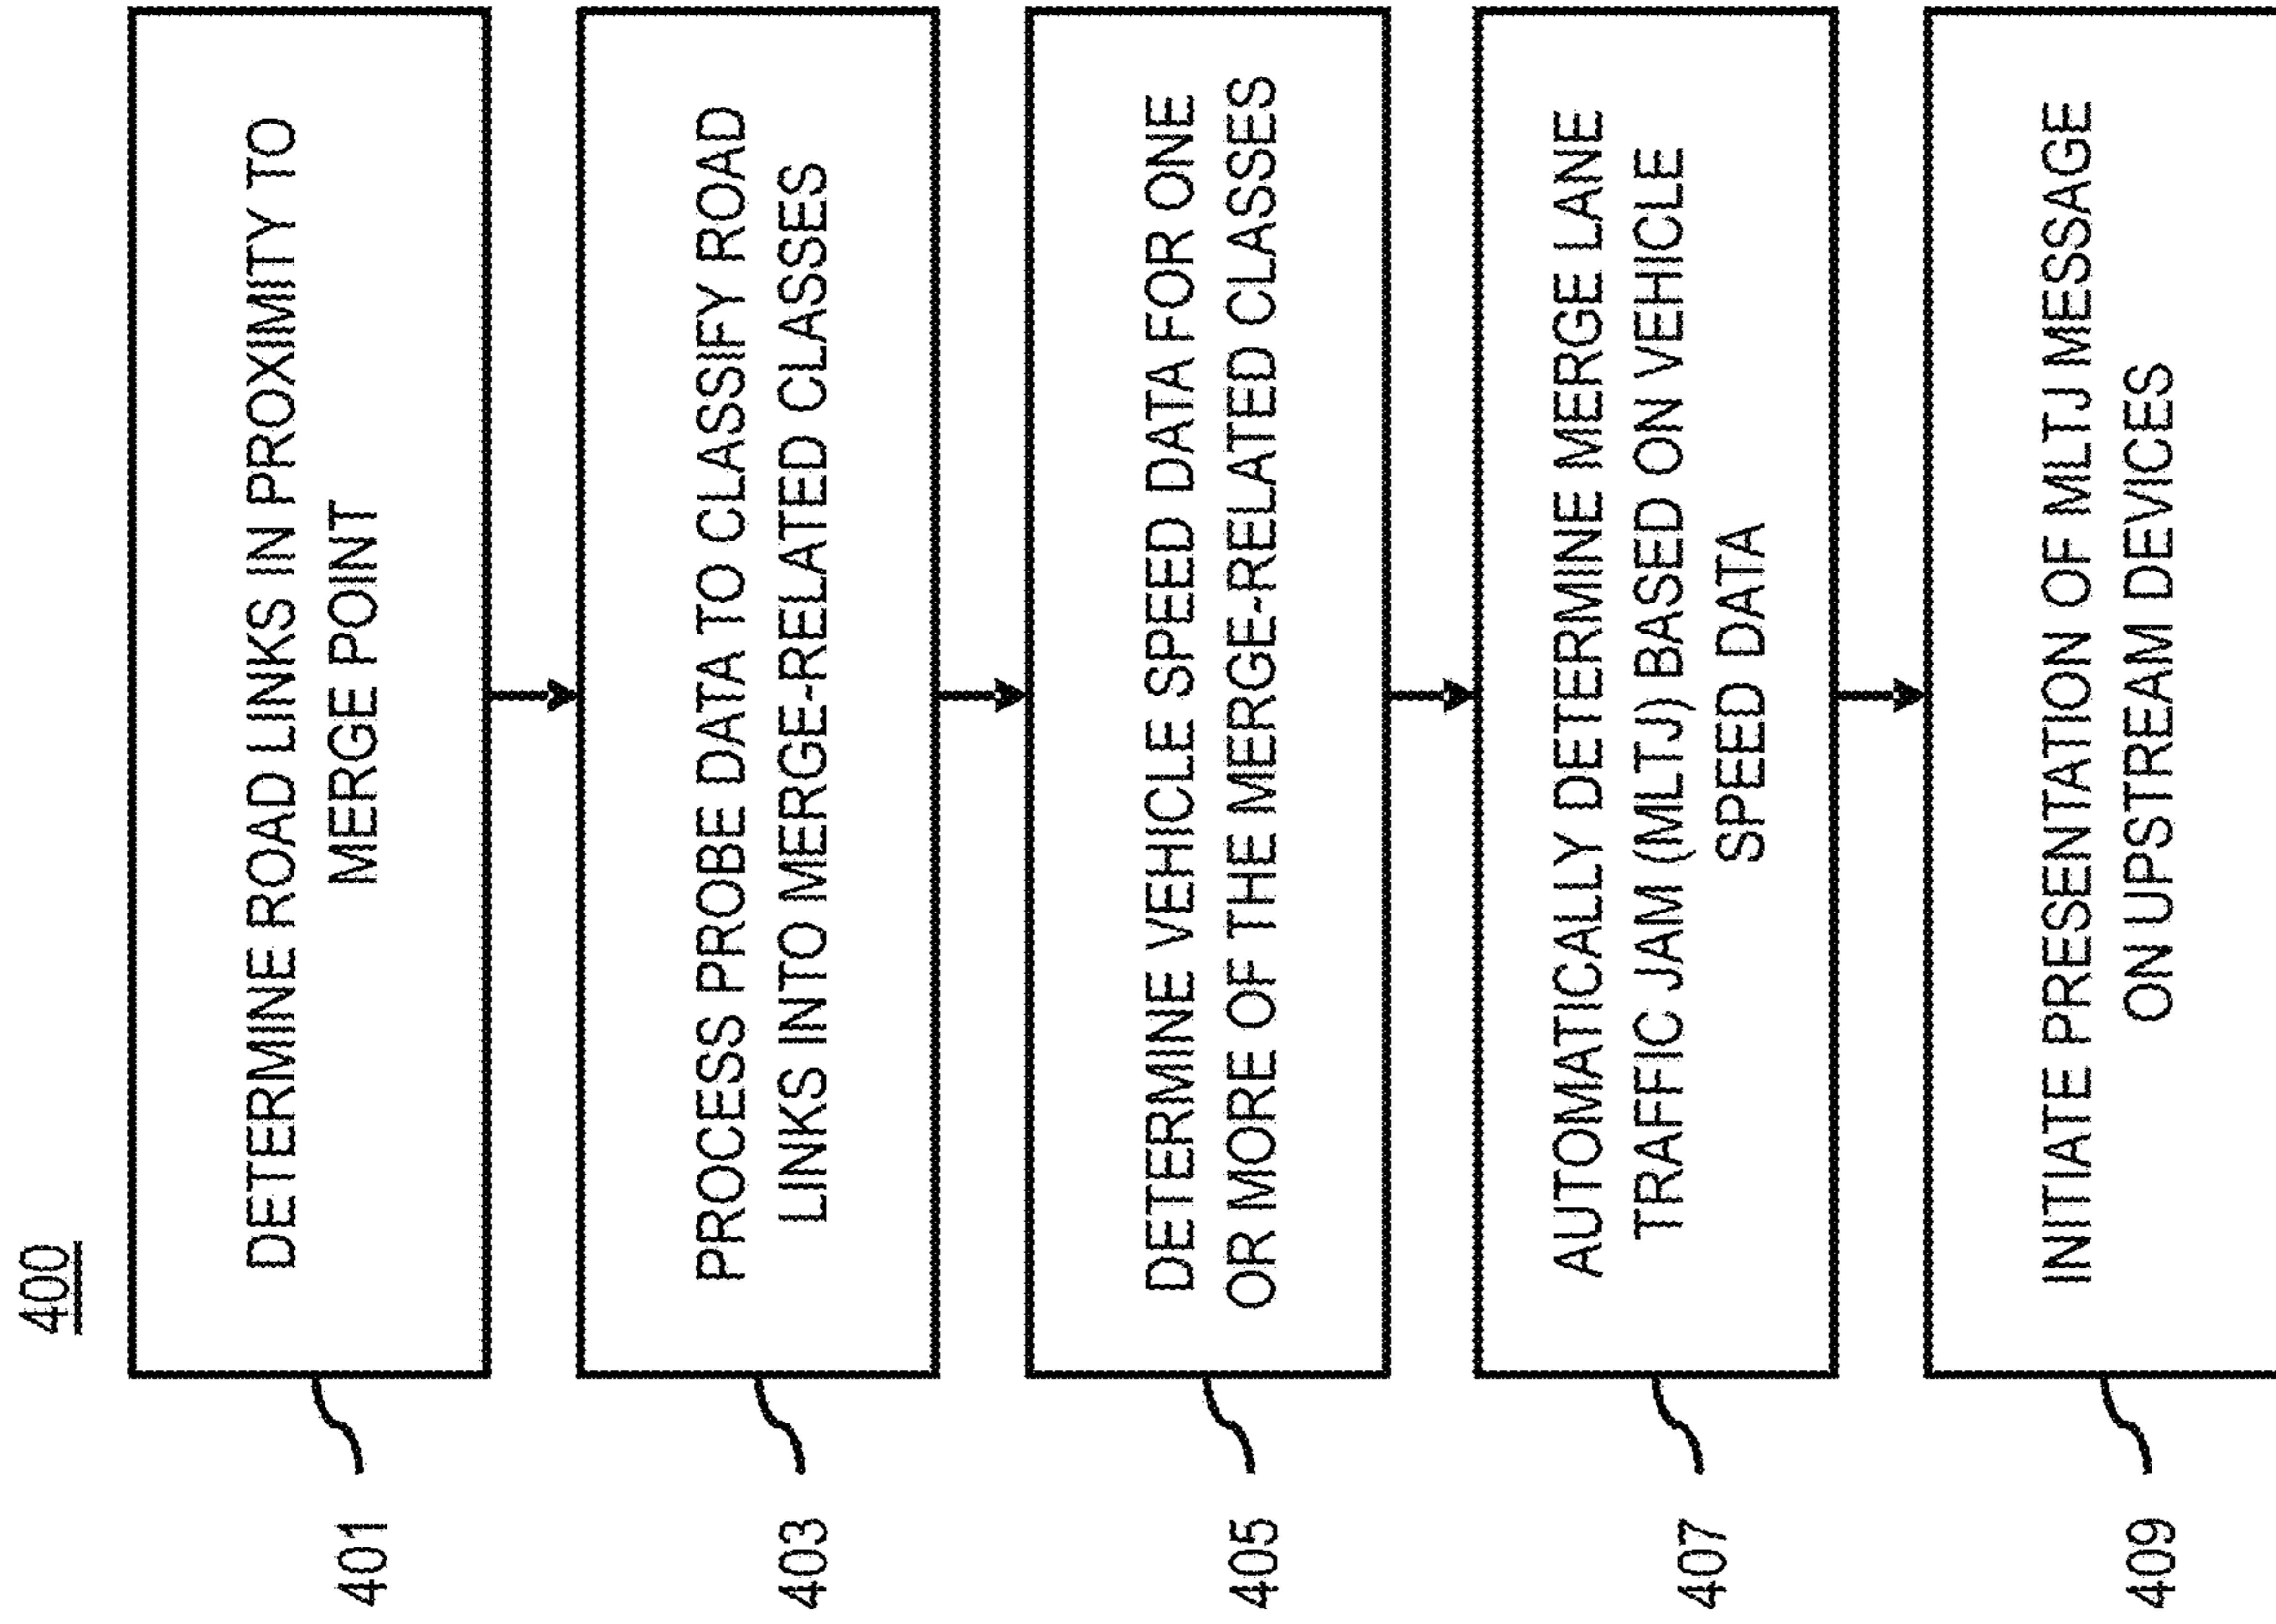 400
401
DETERMINE ROAD LINKS IN PROXIMITY TO
MERGE POINT
403
PROCESS PROBE DATA TO CLASSIFY ROAD
LINKS INTO MERGE-RELATED CLASSES
405
DETERMINE VEHICLE SPEED DATA FOR ONE
OR MORE OF THE MERGE-RELATED CLASSES
407
AUTOMATICALLY DETERMINE MERGE LANE
TRAFFIC JAM (MLTJ) BASED ON VEHICLE
SPEED DATA
409
INITIATE PRESENTATION OF MLTJ MESSAGE
ON UPSTREAM DEVICES